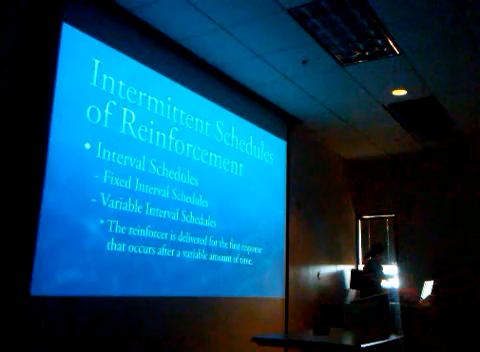 Intermittent Schedules
of Reinforcement
• Interval Schedules
- Fixed Interval Schedules
- Variable Interval Schedules
* The reinforcer is delivered for the first response
that occurs after a variable amount of time.